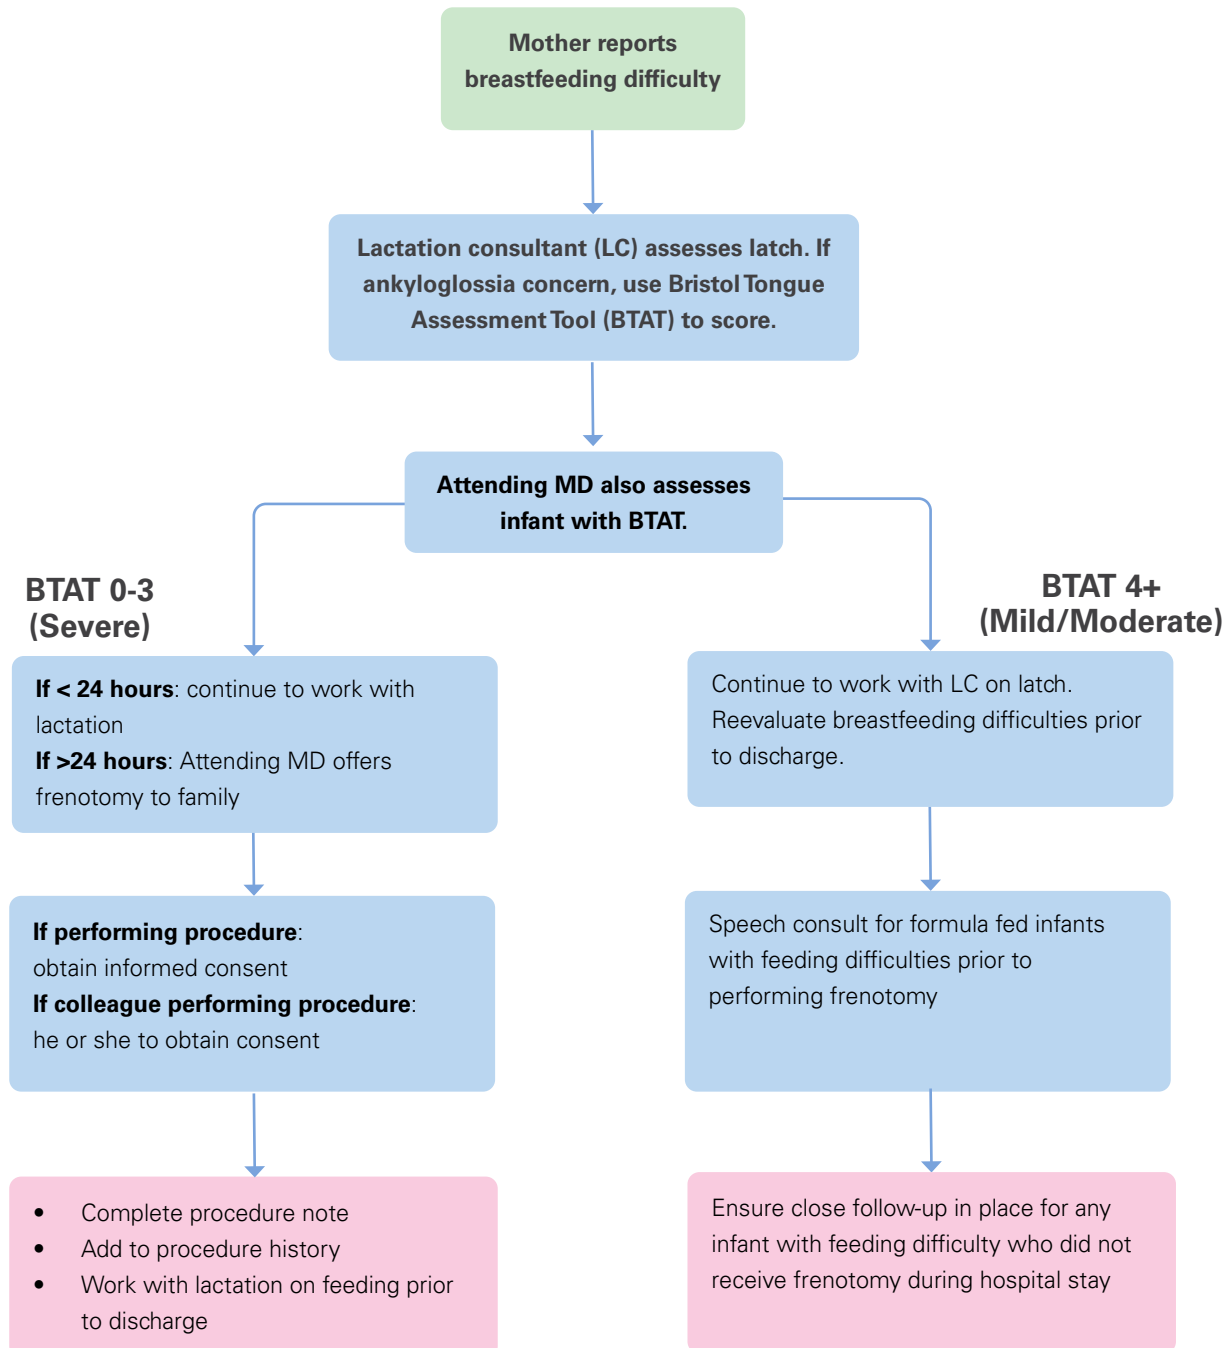 Mother reports
breastfeeding difficulty
Lactation consultant (LC) assesses latch. If
ankyloglossia concern, use Bristol Tongue
Assessment Tool (BTAT) to score.
Attending MD also assesses
infant with BTAT.
BTAT 0-3
(Severe)
If < 24 hours: continue to work with
lactation
If >24 hours: Attending MD offers
frenotomy to family
If performing procedure:
obtain informed consent
If colleague performing procedure:
he or she to obtain consent
• Complete procedure note
• Add to procedure history
• Work with lactation on feeding prior
to discharge
BTAT 4+
(Mild/Moderate)
Continue to work with LC on latch.
Reevaluate breastfeeding difficulties prior
to discharge.
Speech consult for formula fed infants
with feeding difficulties prior to
performing frenotomy
Ensure close follow-up in place for any
infant with feeding difficulty who did not
receive frenotomy during hospital stay